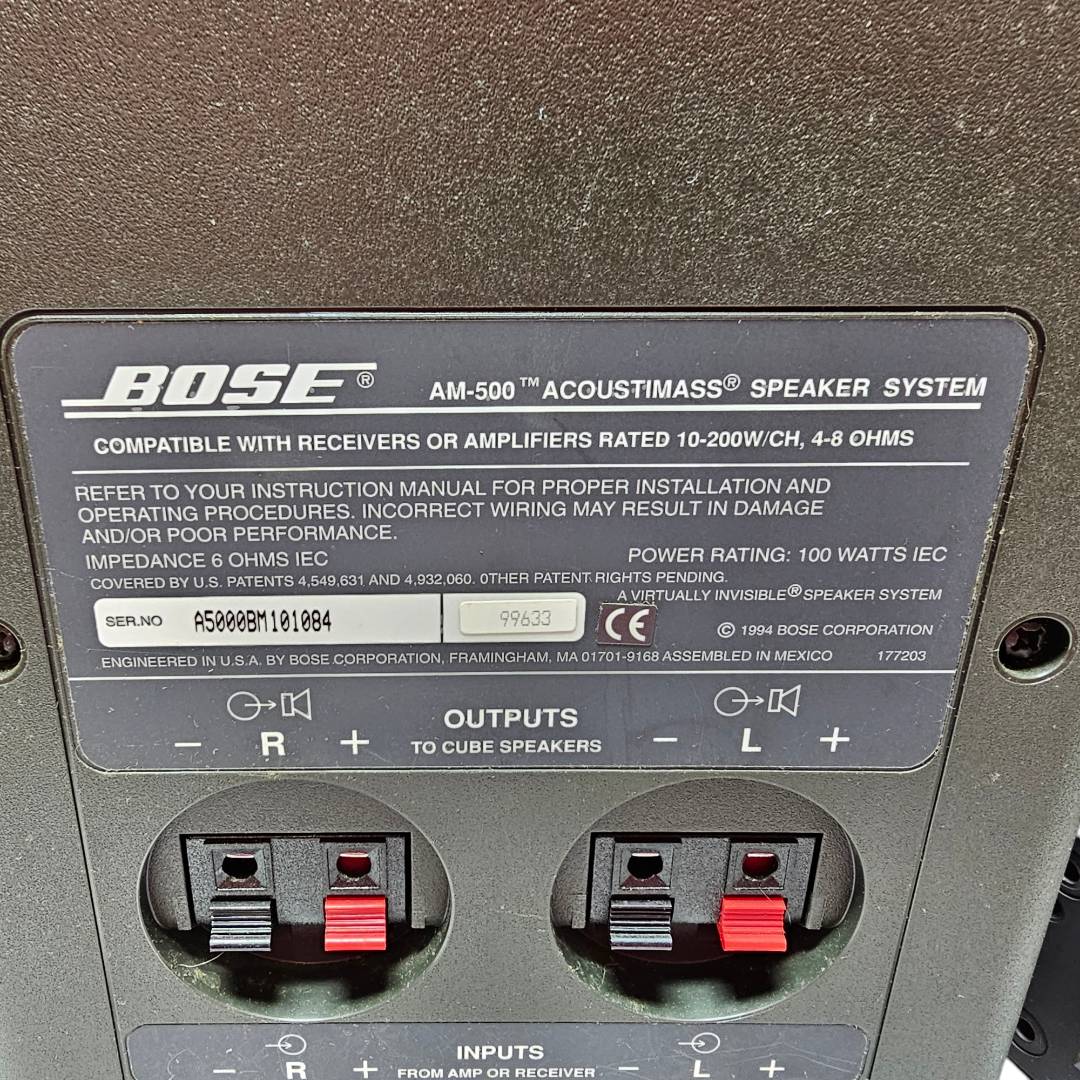 BOSE® AM-500™ ACOUSTIMASS® SPEAKER SYSTEM
COMPATIBLE WITH RECEIVERS OR AMPLIFIERS RATED 10-200W/CH, 4-8 OHMS
REFER TO YOUR INSTRUCTION MANUAL FOR PROPER INSTALLATION AND
OPERATING PROCEDURES. INCORRECT WIRING MAY RESULT IN DAMAGE
AND/OR POOR PERFORMANCE.
IMPEDANCE 6 OHMS IEC POWER RATING: 100 WATTS IEC
COVERED BY U.S. PATENTS 4,549,631 AND 4,932,060. OTHER PATENT RIGHTS PENDING.
A VIRTUALLY INVISIBLE® SPEAKER SYSTEM
SER.NO A5000BM101084 99633 CE © 1994 BOSE CORPORATION
ENGINEERED IN U.S.A. BY BOSE CORPORATION, FRAMINGHAM, MA 01701-9168 ASSEMBLED IN MEXICO 177203
OUTPUTS
− R + TO CUBE SPEAKERS − L +
INPUTS
− R + FROM AMP OR RECEIVER − L +